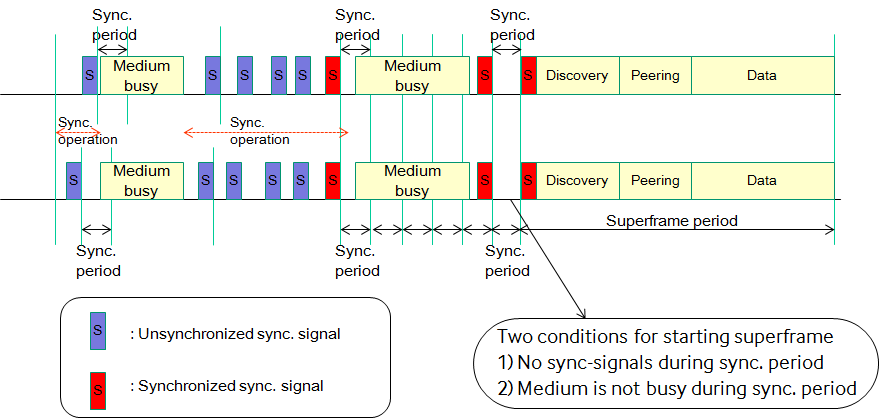 Sync.
period
Sync.
period
Sync.
period
S
Medium
busy
S
S
S
S
S
Medium
busy
S
S
Discovery
Peering
Data
Sync.
operation
Sync.
operation
S
Medium
busy
S
S
S
S
S
Medium
busy
S
S
Discovery
Peering
Data
Superframe period
Sync.
period
Sync.
period
Sync.
period
S
: Unsynchronized sync. signal
S
: Synchronized sync. signal
Two conditions for starting superframe
1) No sync-signals during sync. period
2) Medium is not busy during sync. period